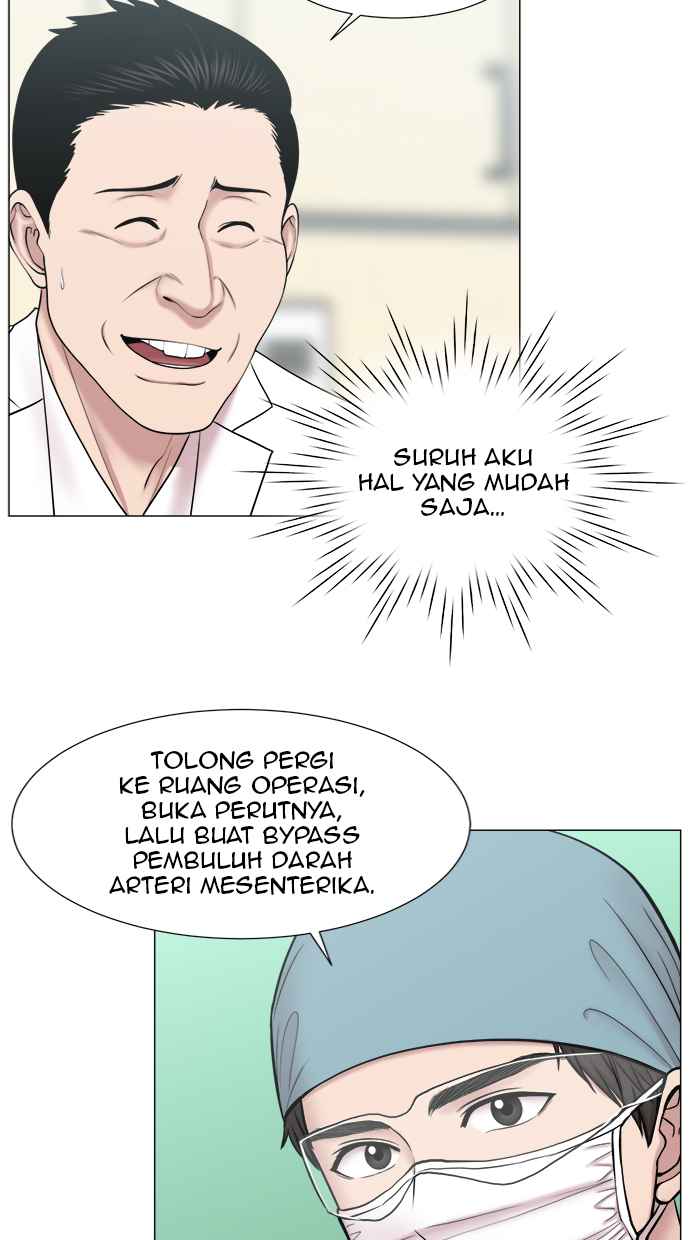 SURUH AKU
HAL YANG MUDAH
SAJA...
TOLONG PERGI
KE RUANG OPERASI,
BUKA PERUTNYA,
LALU BUAT BYPASS
PEMBULUH DARAH
ARTERI MESENTERIKA.